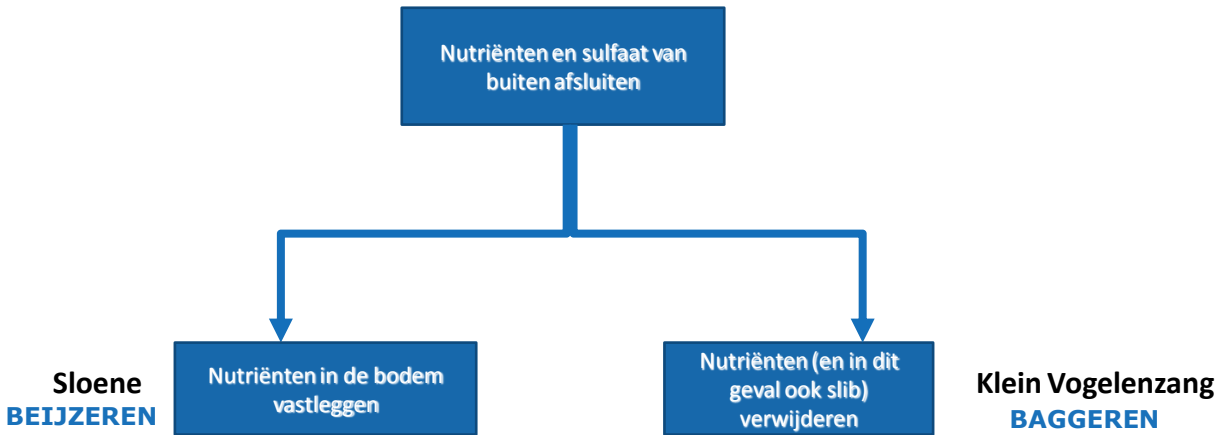 Nutriënten en sulfaat van
buiten afsluiten
Sloene
BEIJZEREN
Nutriënten in de bodem
vastleggen
Nutriënten (en in dit
geval ook slib)
verwijderen
Klein Vogelenzang
BAGGEREN